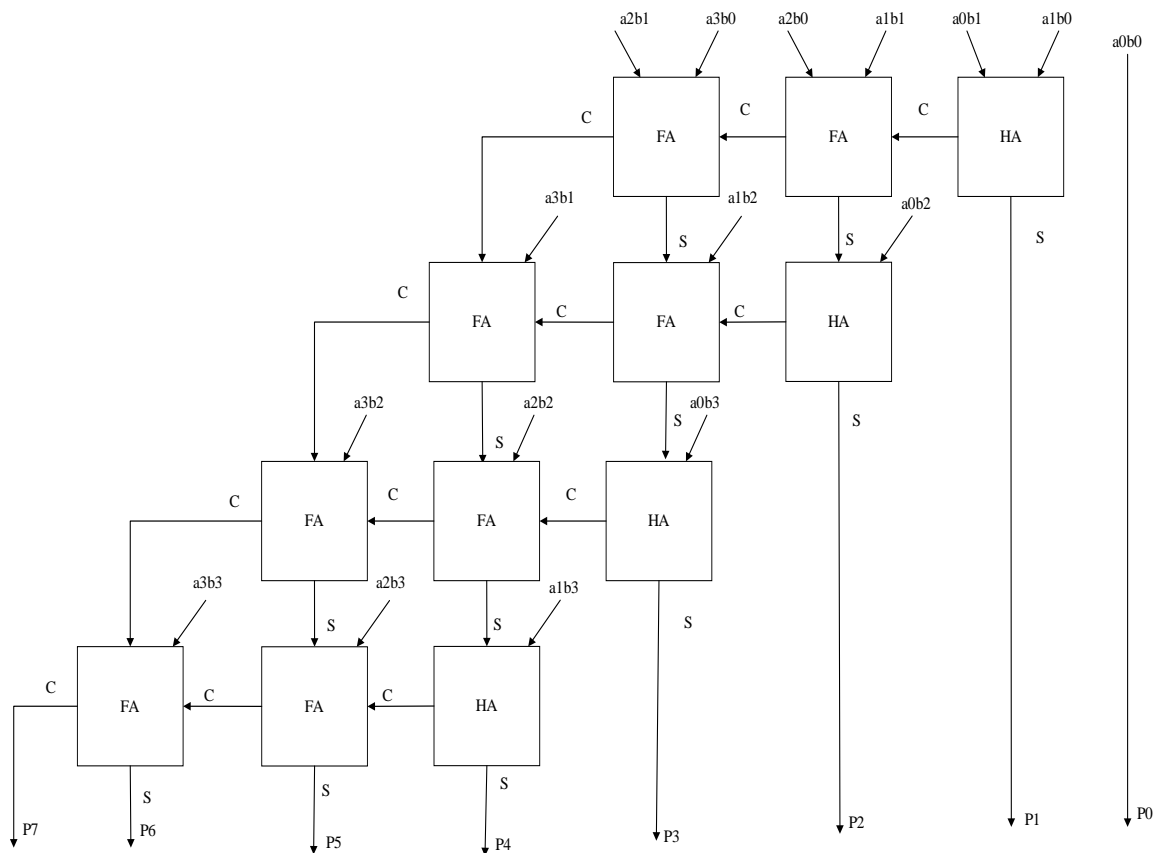 a2b1 a3b0 a2b0 a1b1 a0b1 a1b0
a0b0
C C C
FA FA HA
a3b1 a1b2 a0b2
S S S
C C C
FA FA HA
a3b2 a2b2 a0b3
S S S
C C C
FA FA HA
a3b3 a2b3 a1b3
S S S
C C C
FA FA HA
S S S
P7 P6 P5 P4 P3 P2 P1 P0